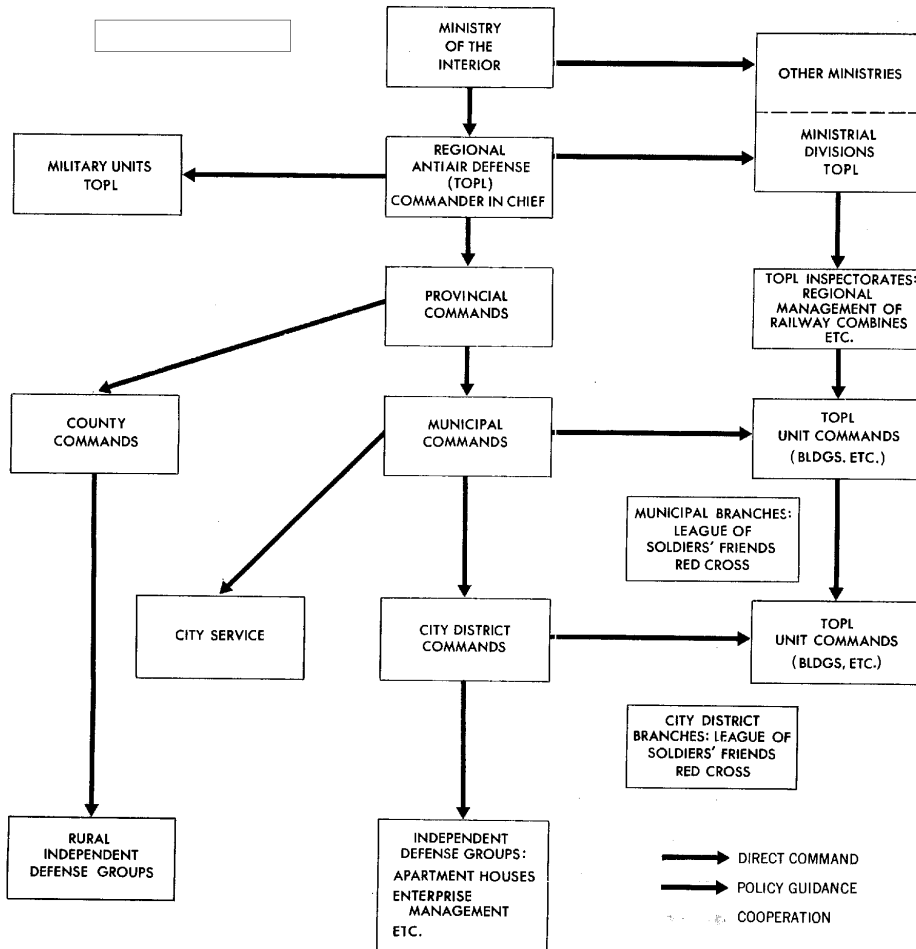 MINISTRY
OF THE
INTERIOR
OTHER MINISTRIES
MINISTRIAL
DIVISIONS
TOPL
MILITARY UNITS
TOPL
REGIONAL
ANTIAIR DEFENSE
(TOPL)
COMMANDER IN CHIEF
TOPL INSPECTORATES:
REGIONAL
MANAGEMENT OF
RAILWAY COMBINES
ETC.
PROVINCIAL
COMMANDS
COUNTY
COMMANDS
MUNICIPAL
COMMANDS
TOPL
UNIT COMMANDS
(BLDGS. ETC.)
MUNICIPAL BRANCHES:
LEAGUE OF
SOLDIERS' FRIENDS
RED CROSS
CITY SERVICE
CITY DISTRICT
COMMANDS
TOPL
UNIT COMMANDS
(BLDGS, ETC.)
CITY DISTRICT
BRANCHES: LEAGUE OF
SOLDIERS' FRIENDS
RED CROSS
RURAL
INDEPENDENT
DEFENSE GROUPS
INDEPENDENT
DEFENSE GROUPS:
APARTMENT HOUSES
ENTERPRISE
MANAGEMENT
ETC.
DIRECT COMMAND
POLICY GUIDANCE
COOPERATION